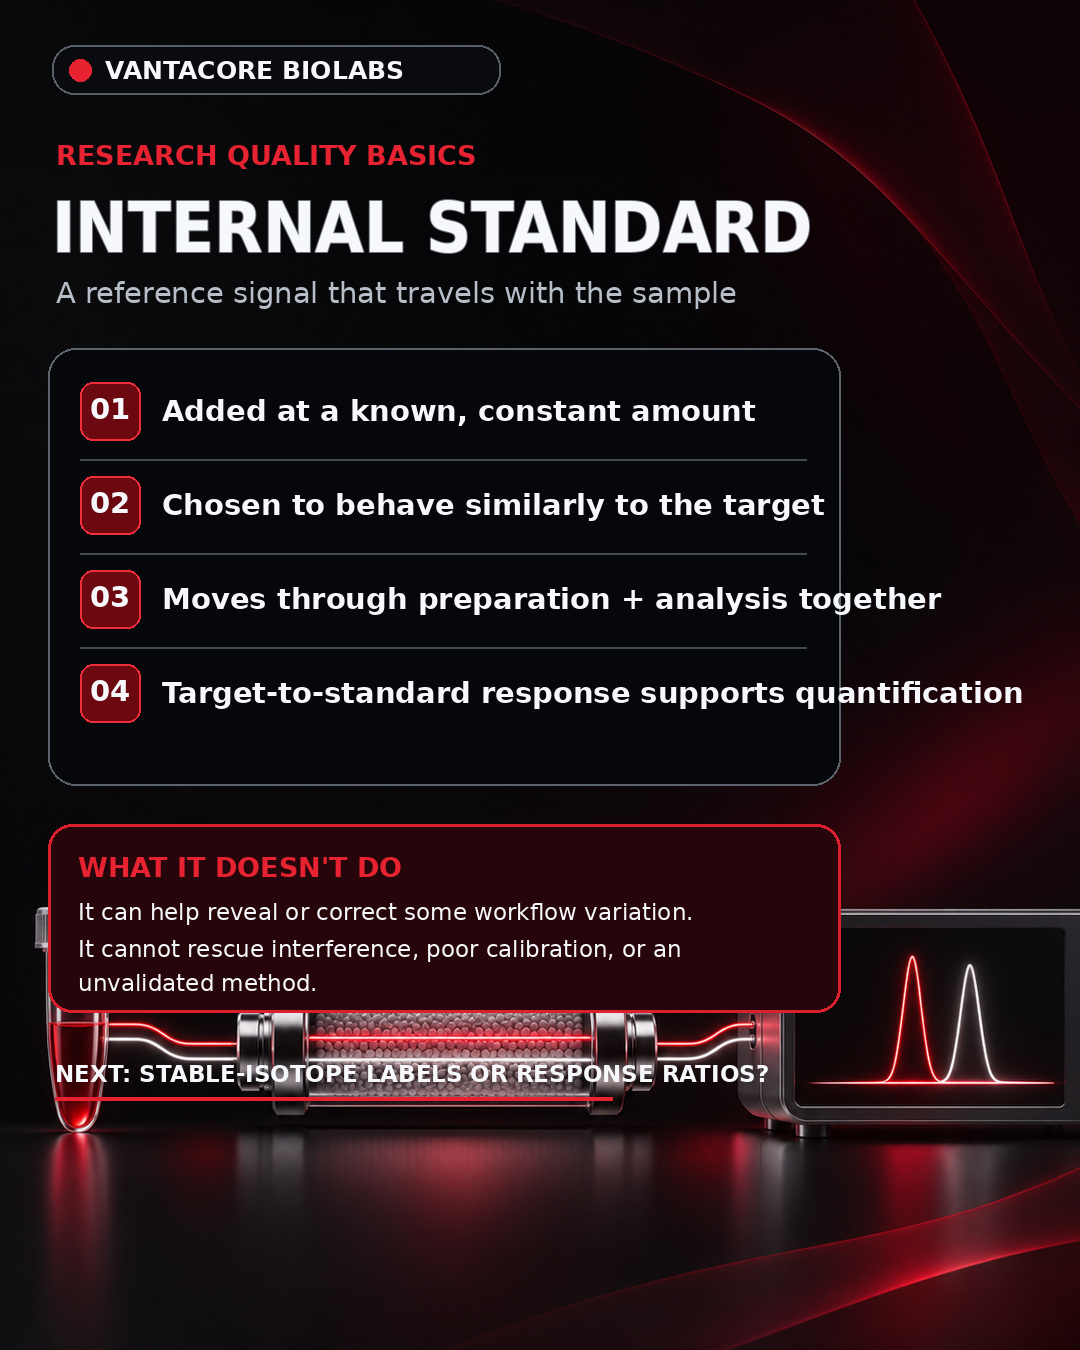 VANTACORE BIOLABS
RESEARCH QUALITY BASICS
INTERNAL STANDARD
A reference signal that travels with the sample
01 Added at a known, constant amount
02 Chosen to behave similarly to the target
03 Moves through preparation + analysis together
04 Target-to-standard response supports quantification
WHAT IT DOESN'T DO
It can help reveal or correct some workflow variation.
It cannot rescue interference, poor calibration, or an
unvalidated method.
NEXT: STABLE-ISOTOPE LABELS OR RESPONSE RATIOS?